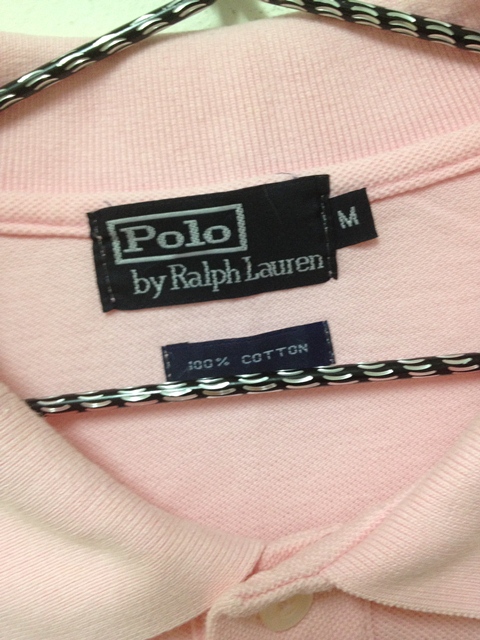 Polo
by Ralph Lauren
M
100% COTTON